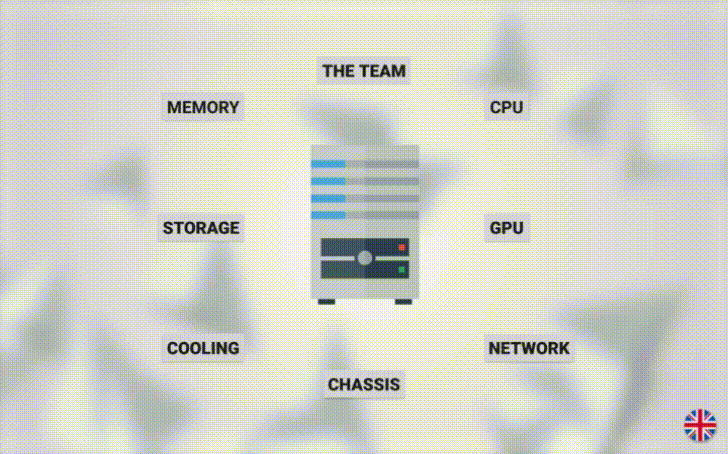 THE TEAM
MEMORY
CPU
STORAGE
GPU
COOLING
NETWORK
CHASSIS